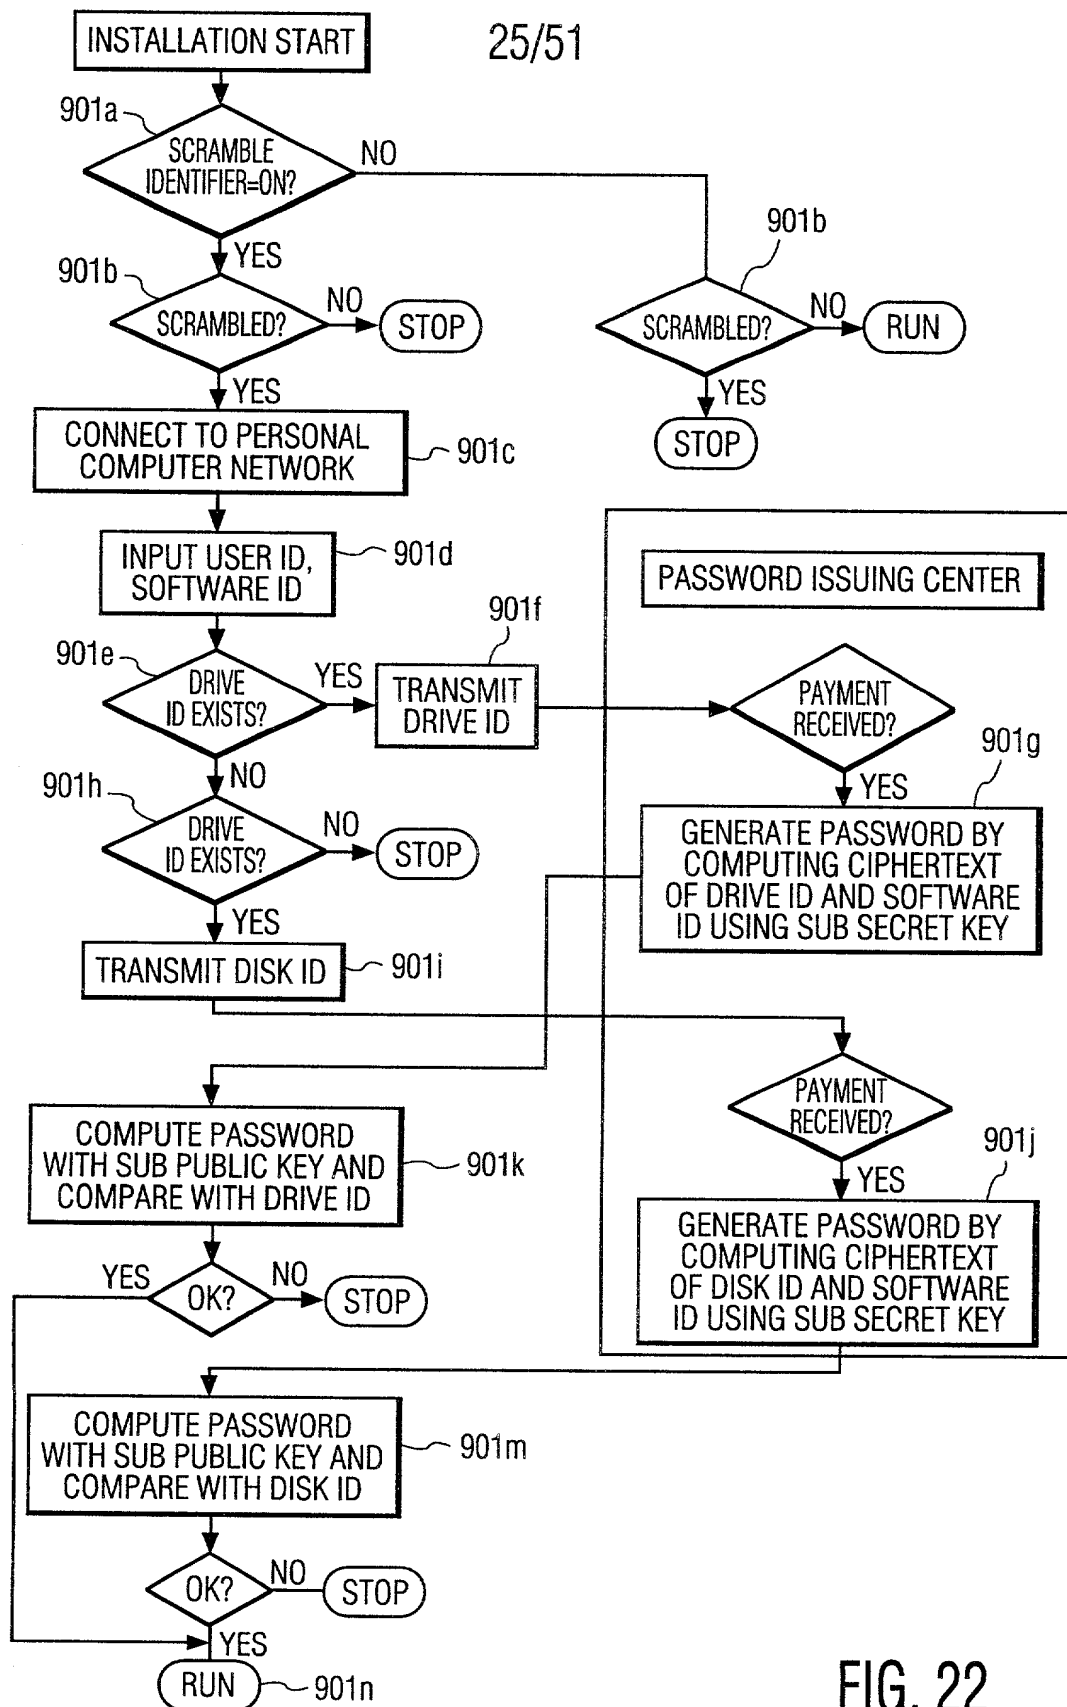 25/51
INSTALLATION START
901a
SCRAMBLE
IDENTIFIER=ON?
NO
YES
901b
SCRAMBLED?
NO
STOP
YES
901b
SCRAMBLED?
NO
RUN
YES
STOP
CONNECT TO PERSONAL
COMPUTER NETWORK
901c
INPUT USER ID,
SOFTWARE ID
901d
PASSWORD ISSUING CENTER
901e
DRIVE
ID EXISTS?
YES
901f
TRANSMIT
DRIVE ID
PAYMENT
RECEIVED?
YES
901g
GENERATE PASSWORD BY
COMPUTING CIPHERTEXT
OF DRIVE ID AND SOFTWARE
ID USING SUB SECRET KEY
NO
901h
DRIVE
ID EXISTS?
NO
STOP
YES
TRANSMIT DISK ID
901i
PAYMENT
RECEIVED?
YES
901j
GENERATE PASSWORD BY
COMPUTING CIPHERTEXT
OF DISK ID AND SOFTWARE
ID USING SUB SECRET KEY
COMPUTE PASSWORD
WITH SUB PUBLIC KEY AND
COMPARE WITH DRIVE ID
901k
YES
OK?
NO
STOP
COMPUTE PASSWORD
WITH SUB PUBLIC KEY AND
COMPARE WITH DISK ID
901m
OK?
NO
STOP
YES
RUN
901n
FIG. 22